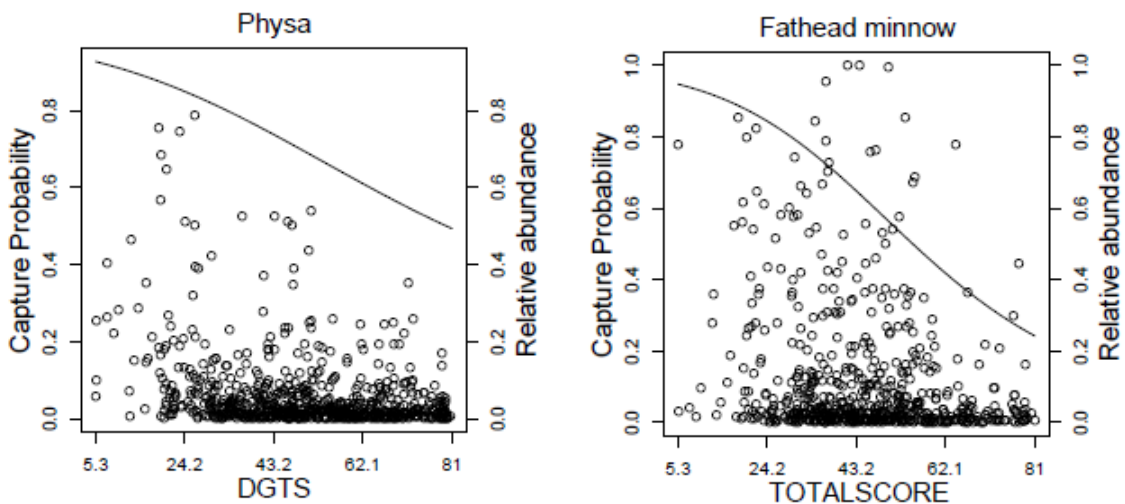 Physa
Capture Probability
0.0 0.2 0.4 0.6 0.8
0.0 0.2 0.4 0.6 0.8
Relative abundance
5.3 24.2 43.2 62.1 81
DGTS
Fathead minnow
Capture Probability
0.0 0.2 0.4 0.6 0.8 1.0
0.0 0.2 0.4 0.6 0.8 1.0
Relative abundance
5.3 24.2 43.2 62.1 81
TOTALSCORE